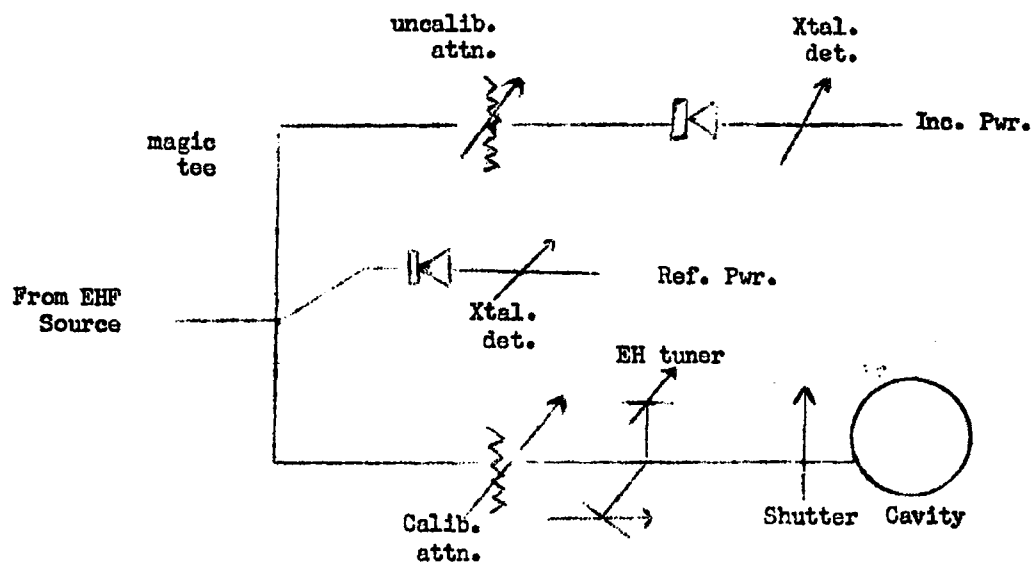 uncalib.
attn.
Xtal.
det.
Inc. Pwr.
magic
tee
From EHF
Source
Ref. Pwr.
Xtal.
det.
EH tuner
Calib.
attn.
Shutter
Cavity